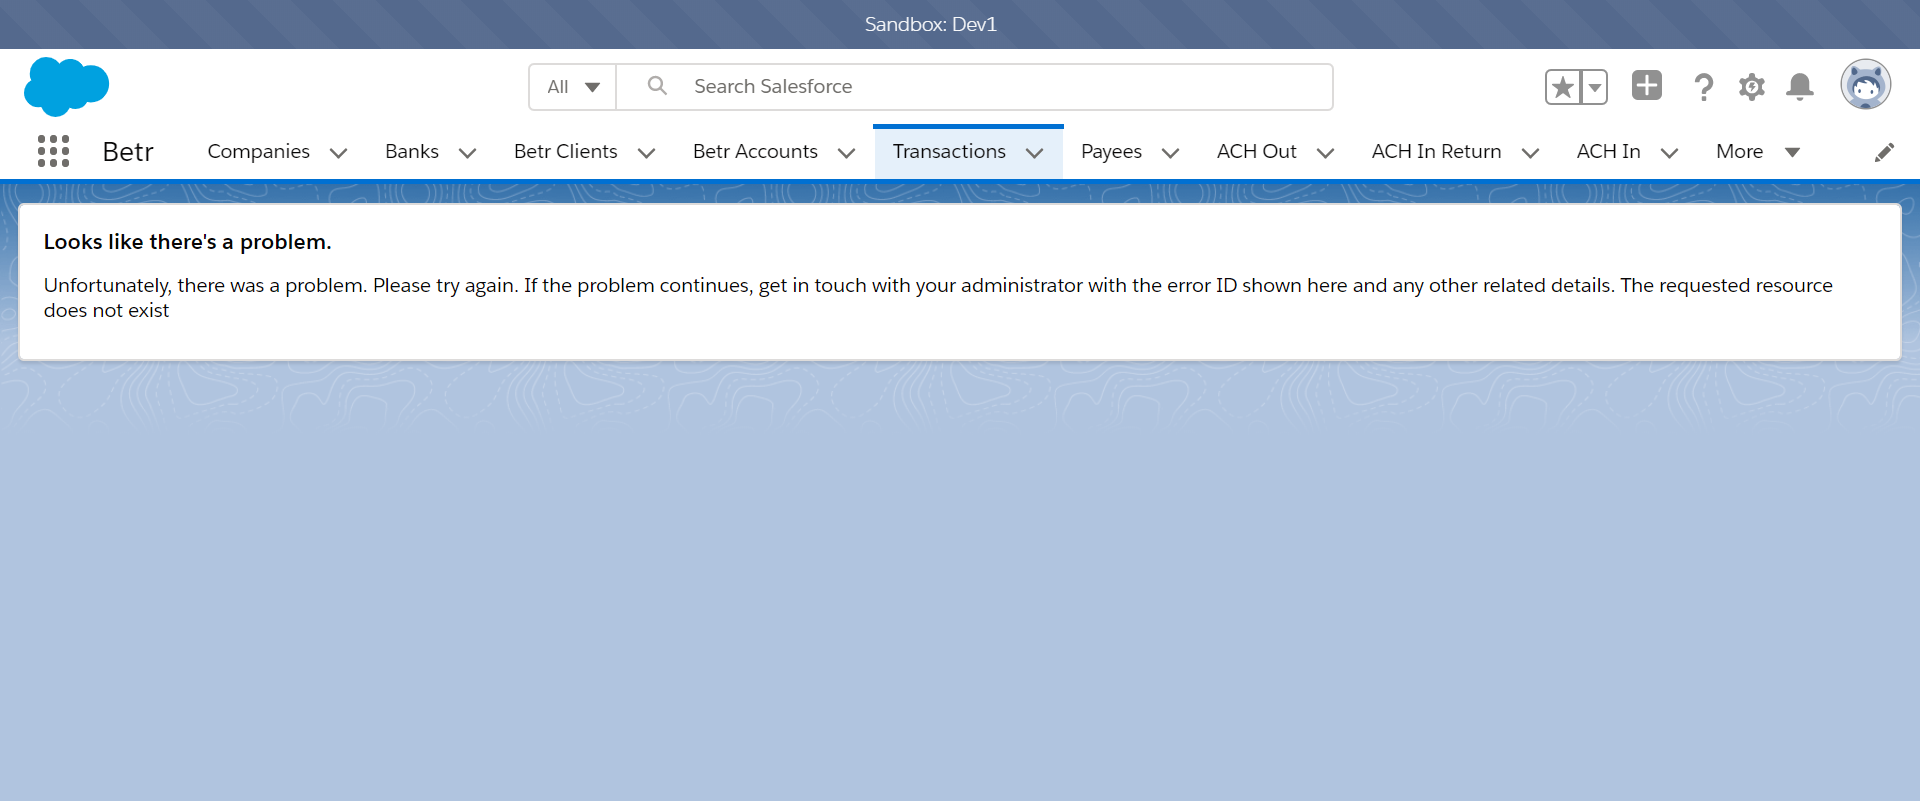 Sandbox: Dev1
All
Search Salesforce
Betr
Companies
Banks
Betr Clients
Betr Accounts
Transactions
Payees
ACH Out
ACH In Return
ACH In
More
Looks like there's a problem.
Unfortunately, there was a problem. Please try again. If the problem continues, get in touch with your administrator with the error ID shown here and any other related details. The requested resource
does not exist